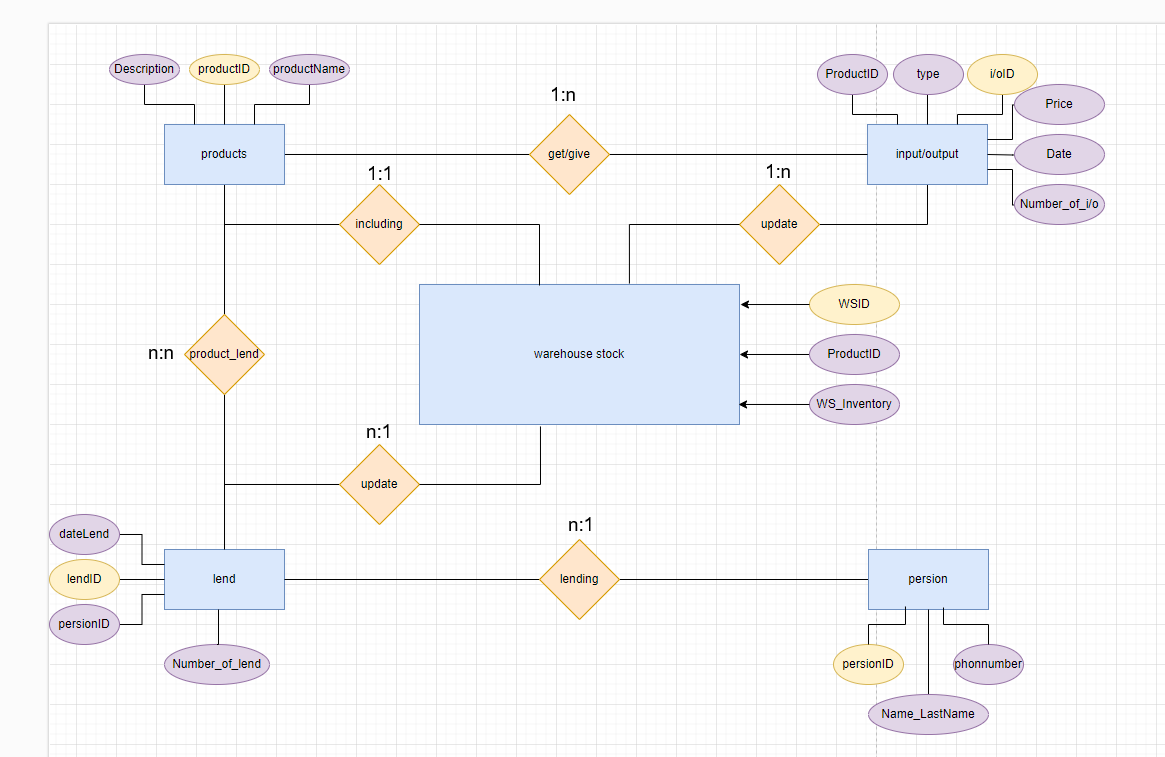 Description
productID
productName
ProductID
type
i/oID
1:n
Price
products
get/give
input/output
Date
1:1
1:n
Number_of_i/o
including
update
WSID
n:n
product_lend
warehouse stock
ProductID
WS_Inventory
n:1
update
dateLend
n:1
lendID
lend
lending
persion
persionID
Number_of_lend
persionID
phonnumber
Name_LastName